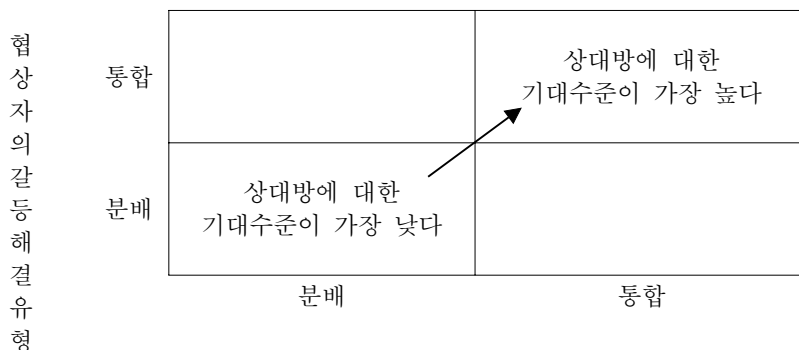 협상자의갈등해결유형
통합
상대방에 대한
기대수준이 가장 높다
분배
상대방에 대한
기대수준이 가장 낮다
분배
통합